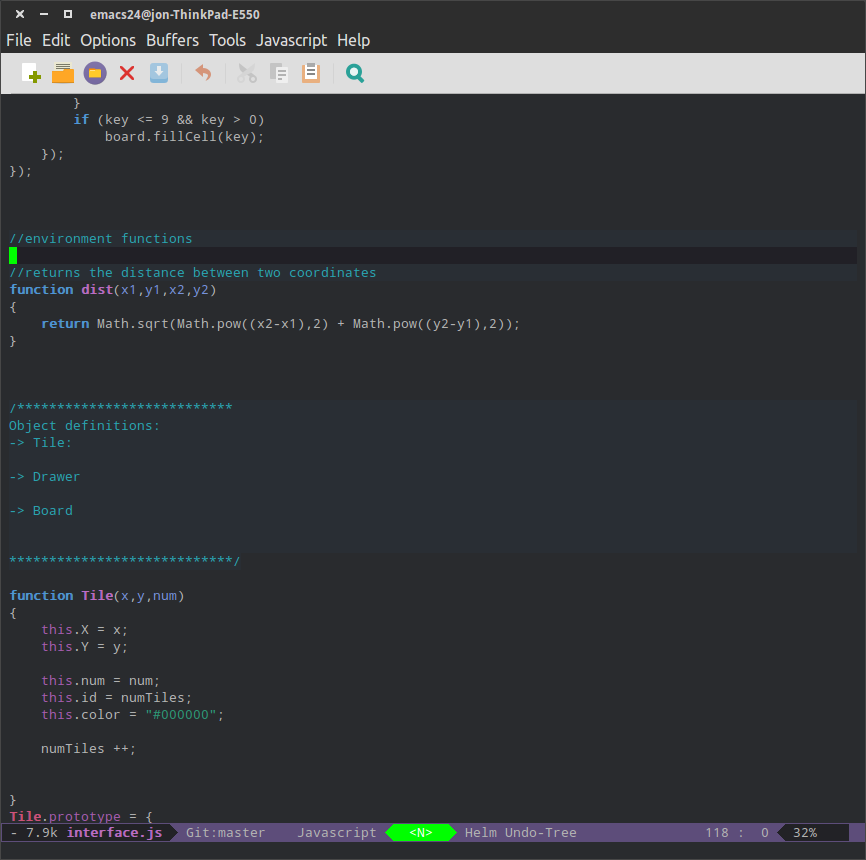 emacs24@jon-ThinkPad-E550
File Edit Options Buffers Tools Javascript Help
        }
        if (key <= 9 && key > 0)
            board.fillCell(key);
    });
});
//environment functions
//returns the distance between two coordinates
function dist(x1,y1,x2,y2)
{
    return Math.sqrt(Math.pow((x2-x1),2) + Math.pow((y2-y1),2));
}
/***************************
Object definitions:
-> Tile:
-> Drawer
-> Board
****************************/
function Tile(x,y,num)
{
    this.X = x;
    this.Y = y;
    this.num = num;
    this.id = numTiles;
    this.color = "#000000";
    numTiles ++;
}
Tile.prototype = {
- 7.9k interface.js Git:master Javascript <N> Helm Undo-Tree 118 : 0 32%